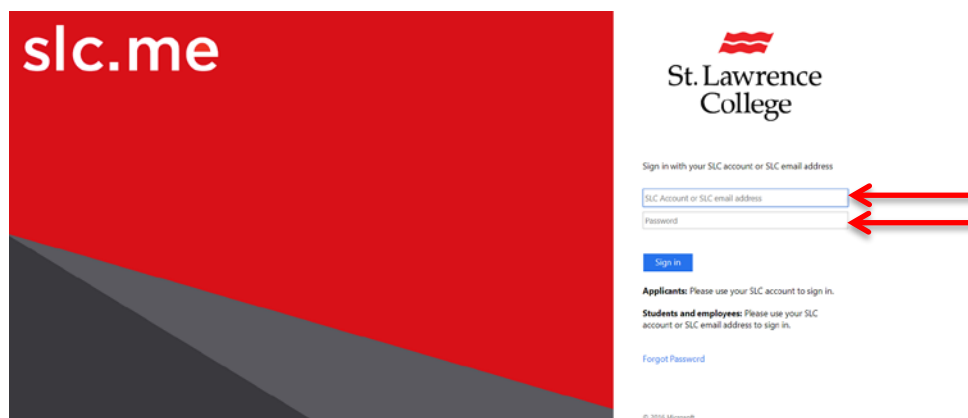 slc.me
St. Lawrence
College
Sign in with your SLC account or SLC email address
SLC Account or SLC email address
Password
Sign in
Applicants: Please use your SLC account to sign in.
Students and employees: Please use your SLC
account or SLC email address to sign in.
Forgot Password
© 2016 Microsoft